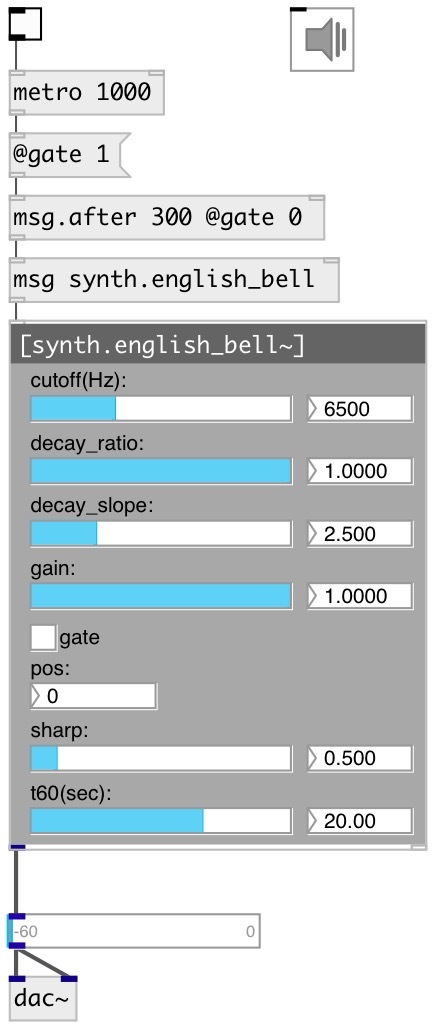 metro 1000
@gate 1
msg.after 300 @gate 0
msg synth.english_bell
[synth.english_bell~]
cutoff(Hz):
6500
decay_ratio:
1.0000
decay_slope:
2.500
gain:
1.0000
gate
pos:
0
sharp:
0.500
t60(sec):
20.00
-60 0
dac~